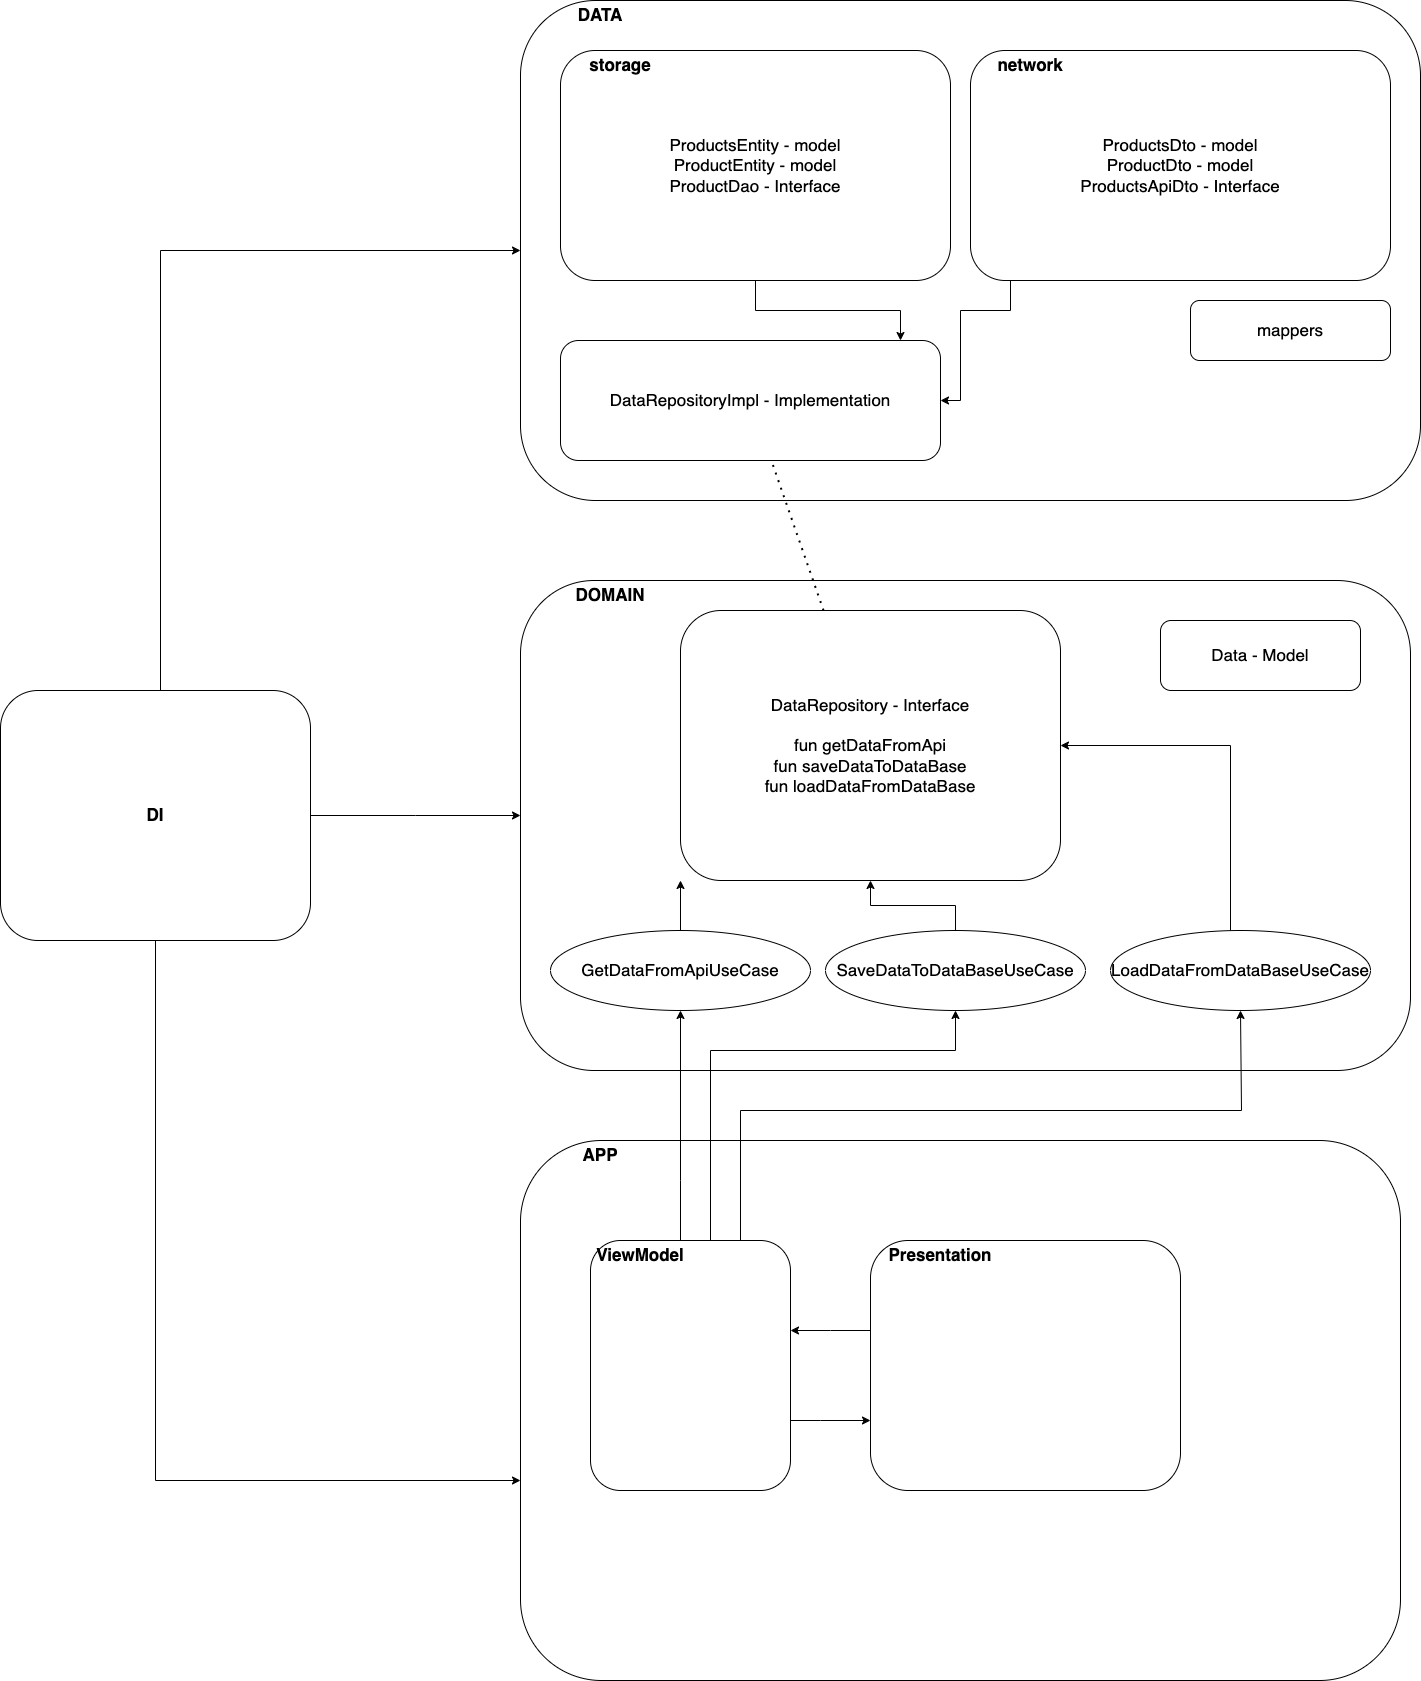 DATA
storage
ProductsEntity - model
ProductEntity - model
ProductDao - Interface
network
ProductsDto - model
ProductDto - model
ProductsApiDto - Interface
mappers
DataRepositoryImpl - Implementation
DOMAIN
Data - Model
DataRepository - Interface
fun getDataFromApi
fun saveDataToDataBase
fun loadDataFromDataBase
DI
GetDataFromApiUseCase
SaveDataToDataBaseUseCase
LoadDataFromDataBaseUseCase
APP
ViewModel
Presentation